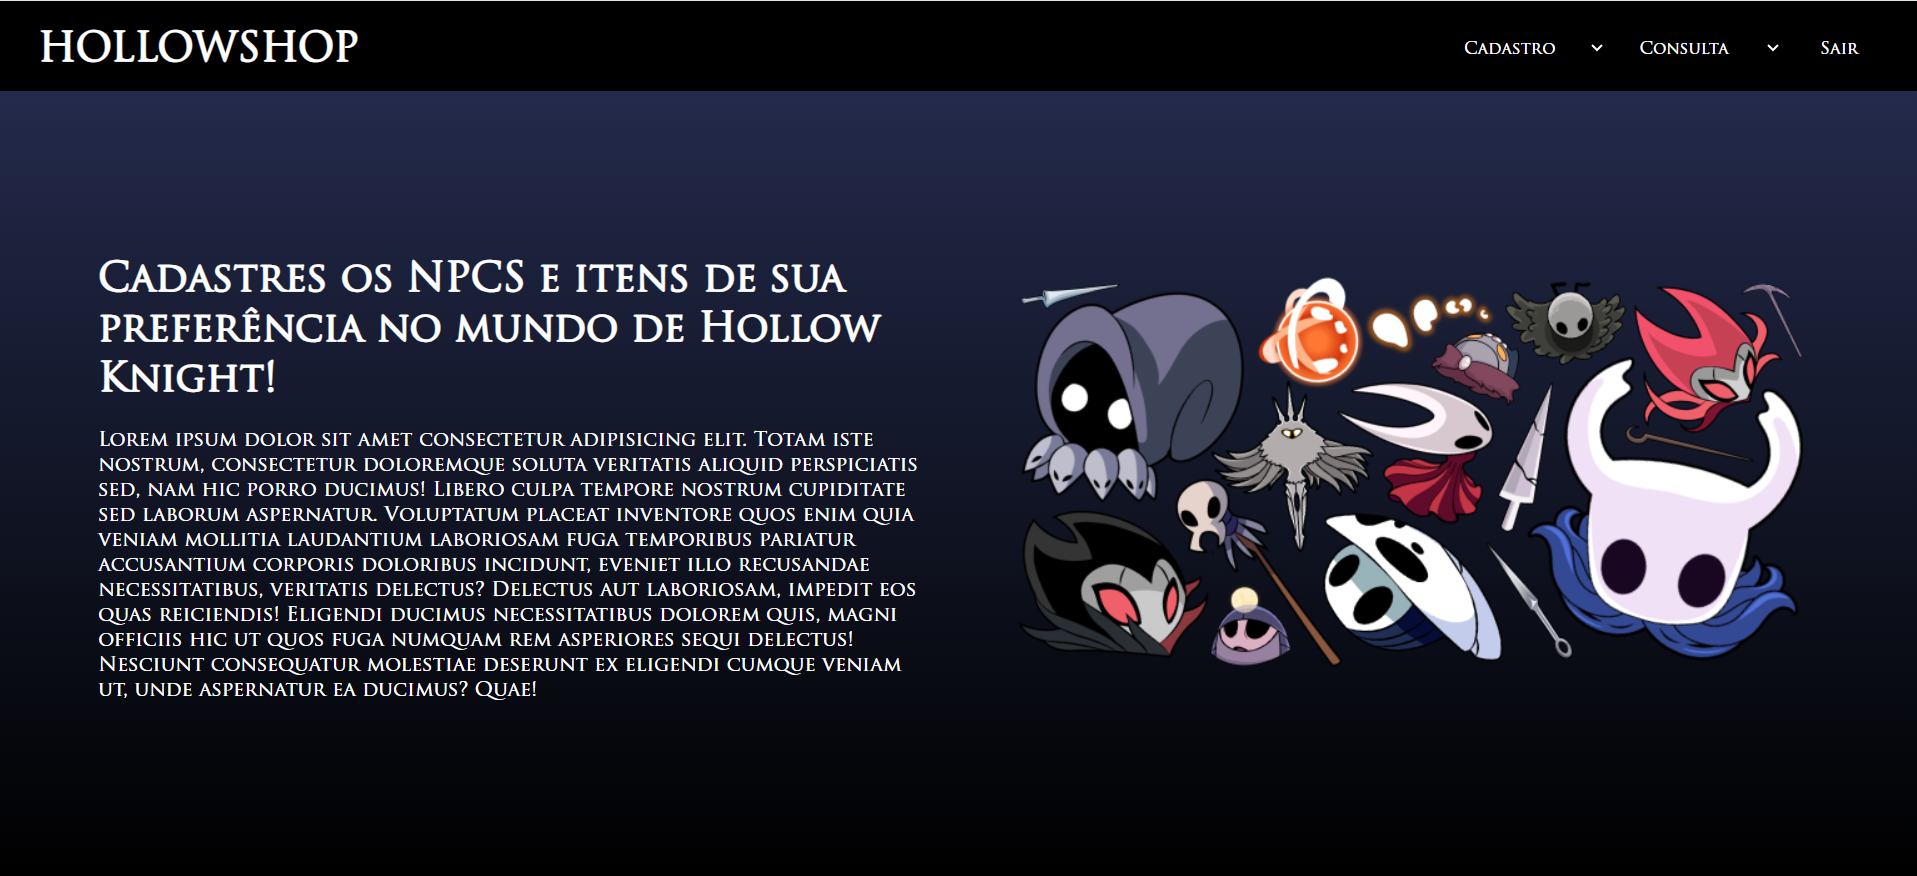 HOLLOWSHOP
Cadastro
Consulta
Sair
Cadastres os NPCS e itens de sua
preferência no mundo de Hollow
Knight!
Lorem ipsum dolor sit amet consectetur adipisicing elit. Totam iste
nostrum, consectetur doloremque soluta veritatis aliquid perspiciatis
sed, nam hic porro ducimus! Libero culpa tempore nostrum cupiditate
sed laborum aspernatur. Voluptatum placeat inventore quos enim quia
veniam mollitia laudantium laboriosam fuga temporibus pariatur
accusantium corporis doloribus incidunt, eveniet illo recusandae
necessitatibus, veritatis delectus? Delectus aut laboriosam, impedit eos
quas reiciendis! Eligendi ducimus necessitatibus dolorem quis, magni
officiis hic ut quos fuga numquam rem asperiores sequi delectus!
Nesciunt consequatur molestiae deserunt ex eligendi cumque veniam
ut, unde aspernatur ea ducimus? Quae!